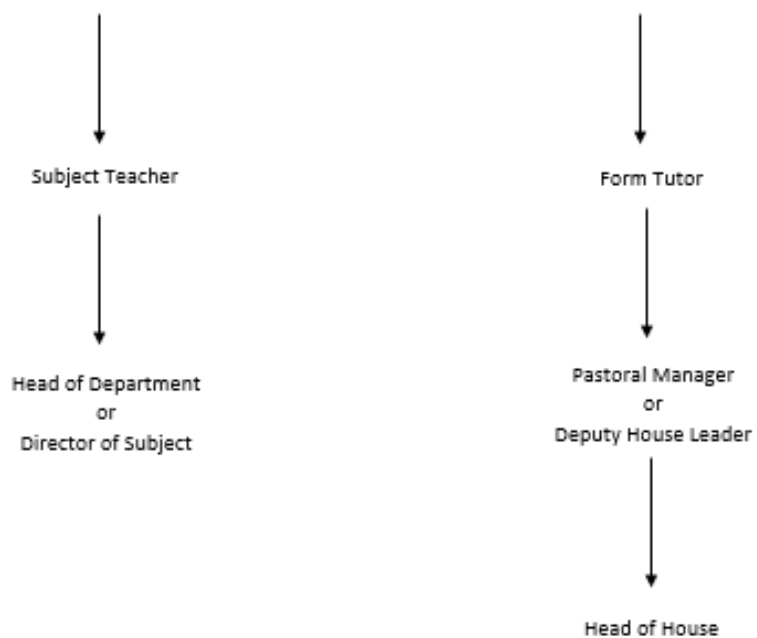 Subject Teacher
Head of Department
or
Director of Subject
Form Tutor
Pastoral Manager
or
Deputy House Leader
Head of House